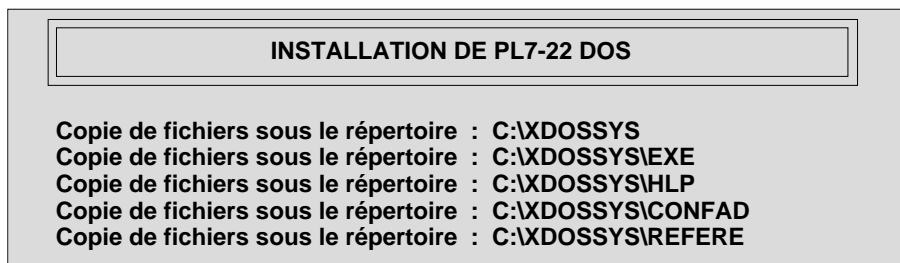 INSTALLATION DE PL7-22 DOS
Copie de fichiers sous le répertoire : C:\XDOSSYS
Copie de fichiers sous le répertoire : C:\XDOSSYS\EXE
Copie de fichiers sous le répertoire : C:\XDOSSYS\HLP
Copie de fichiers sous le répertoire : C:\XDOSSYS\CONFAD
Copie de fichiers sous le répertoire : C:\XDOSSYS\REFERE